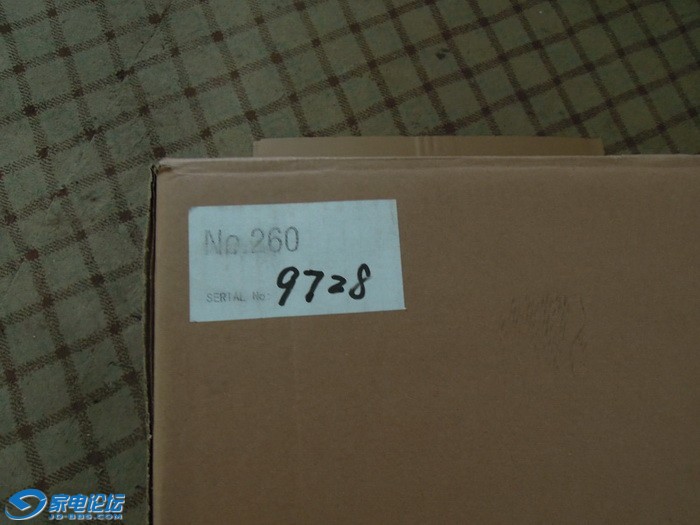 No.260
SERIAL No: 9728
家电论坛
JD-BBS.COM